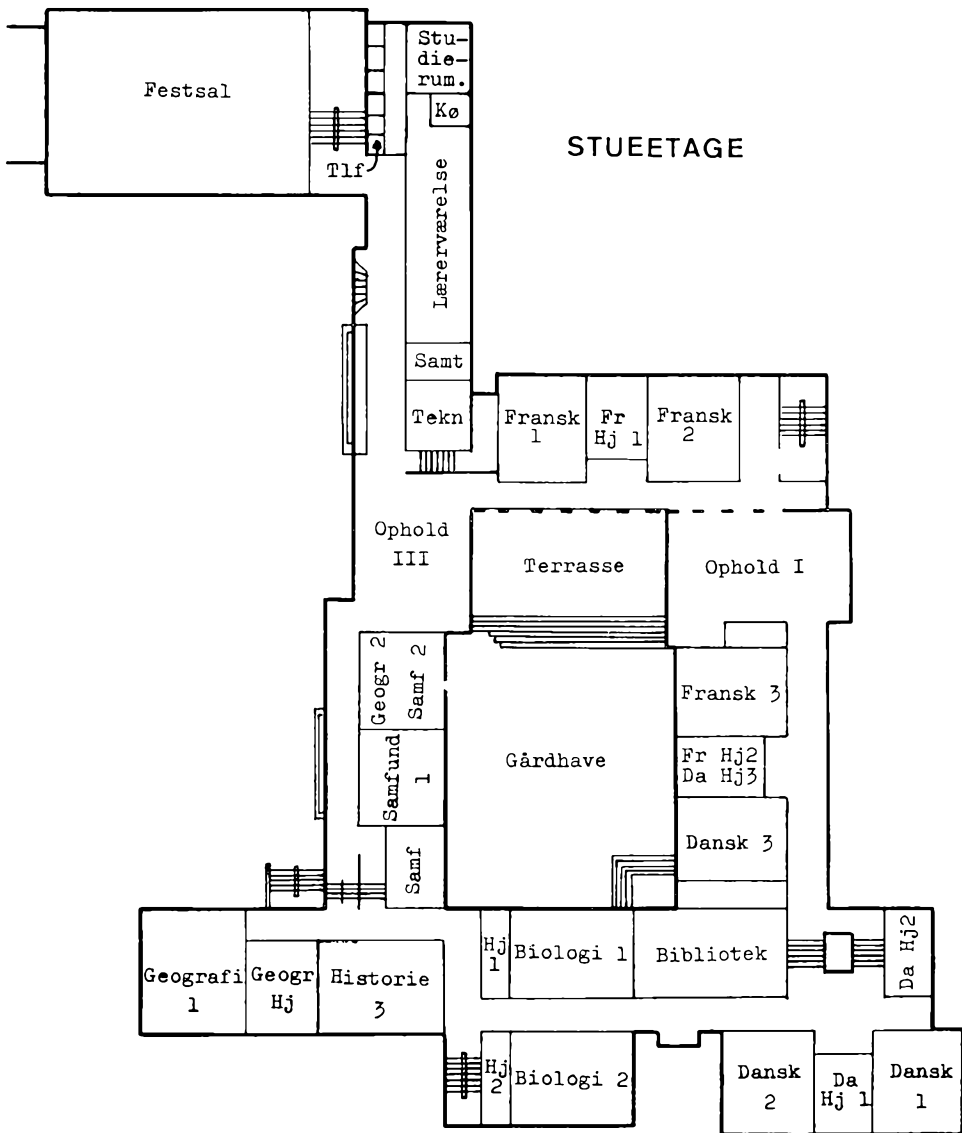 Stu-
die-
rum.
Festsal
Kø
STUEETAGE
Tlf
Lærerværelse
Samt
Tekn
Fransk
1
Fr
Hj 1
Fransk
2
Ophold
III
Terrasse
Ophold I
Geogr 2
Samf 2
Fransk 3
Samfund
1
Gårdhave
Fr Hj2
Da Hj3
Dansk 3
Samf
Geografi
1
Geogr
Hj
Historie
3
Hj
1
Biologi 1
Bibliotek
Da Hj2
Hj
2
Biologi 2
Dansk
2
Da
Hj 1
Dansk
1